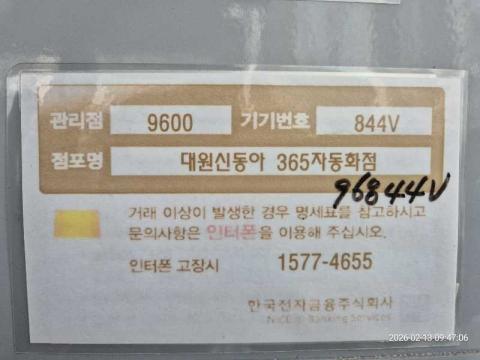 관리점 9600 기기번호 844V
점포명 대원신동아 365자동화점
96844V
거래 이상이 발생한 경우 명세표를 참고하시고
문의사항은 인터폰을 이용해 주십시오.
인터폰 고장시 1577-4655
한국전자금융주식회사
NICE Banking Services
2026-02-13 09:47:06